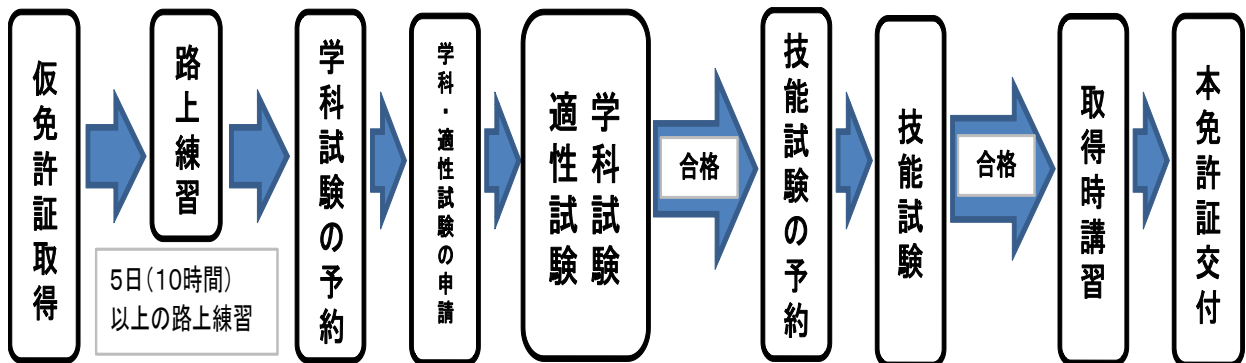 仮免許証取得
路上練習
5日(10時間)
以上の路上練習
学科試験の予約
学科・適性試験の申請
学科試験
適性試験
合格
技能試験の予約
技能試験
合格
取得時講習
本免許証交付